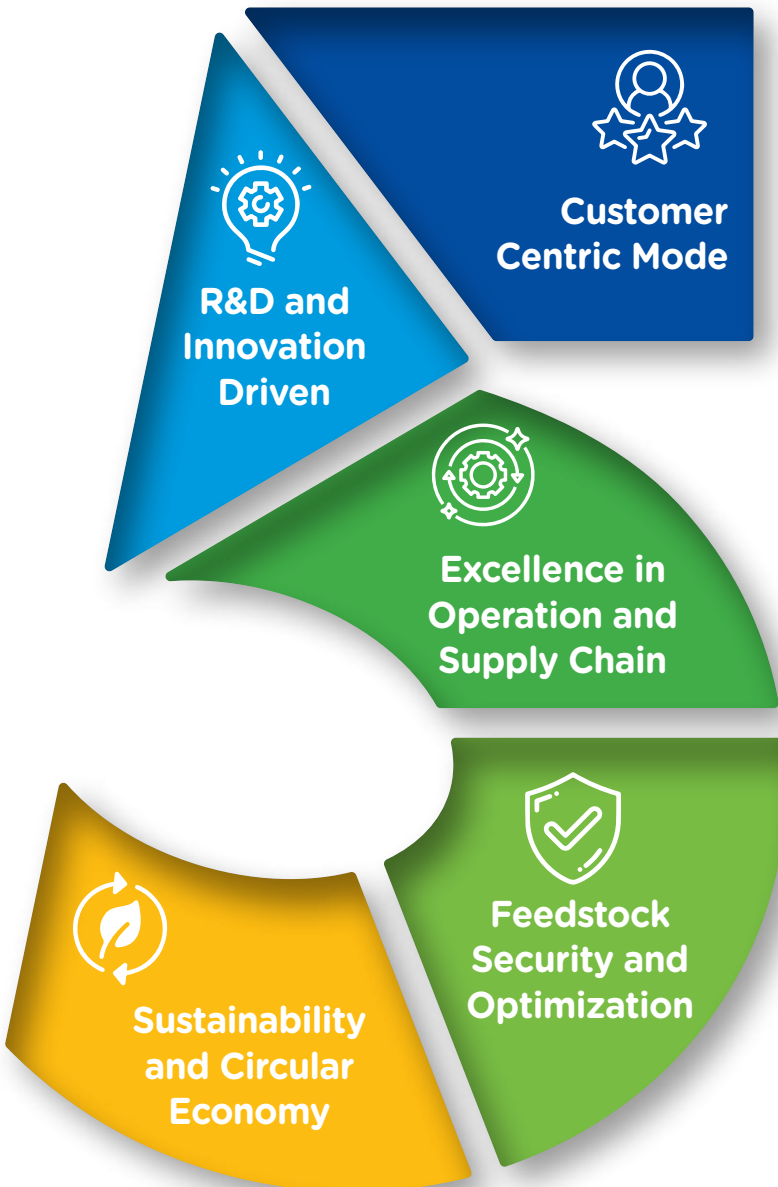 Customer
Centric Mode
R&D and
Innovation
Driven
Excellence in
Operation and
Supply Chain
Feedstock
Security and
Optimization
Sustainability
and Circular
Economy